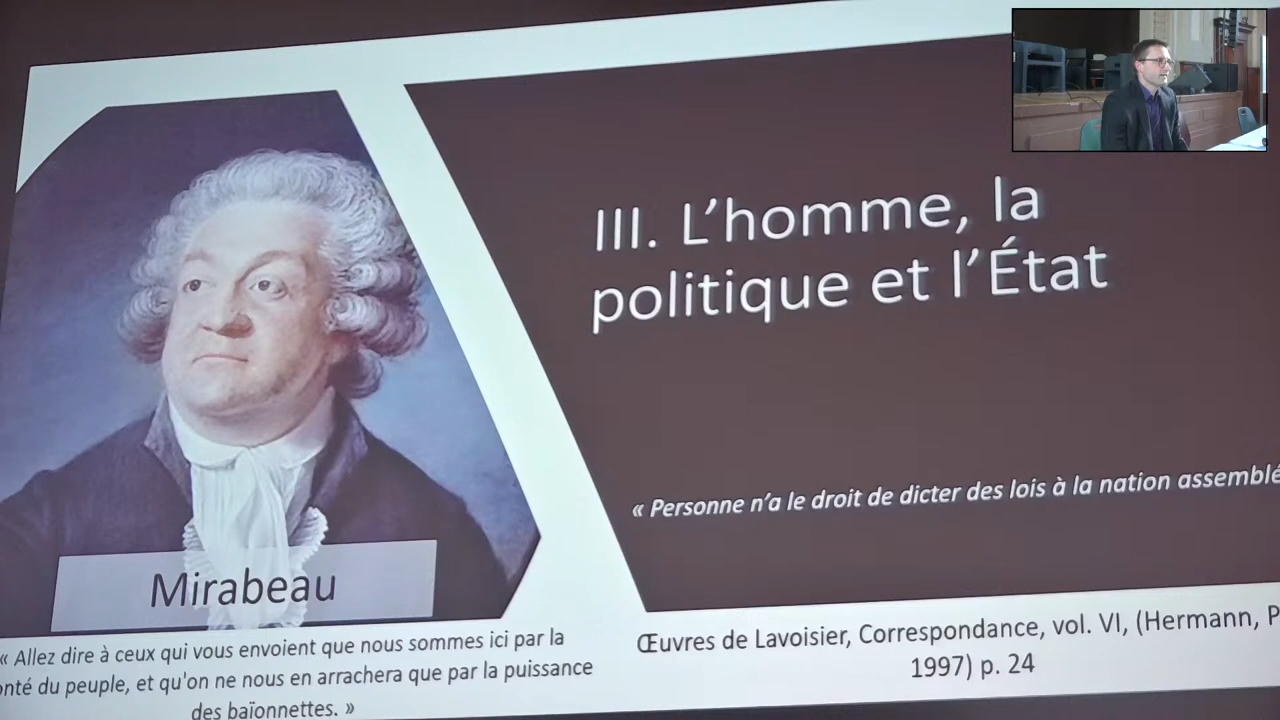 III. L’homme, la
politique et l’État
« Personne n’a le droit de dicter des lois à la nation
Mirabeau
« Allez dire à ceux qui vous envoient que nous sommes ici par la
du peuple, et qu'on ne nous en arrachera que par la puissance
des baïonnettes. »
Œuvres de Lavoisier, Correspondance, vol. VI, (Hermann,
1997) p. 24